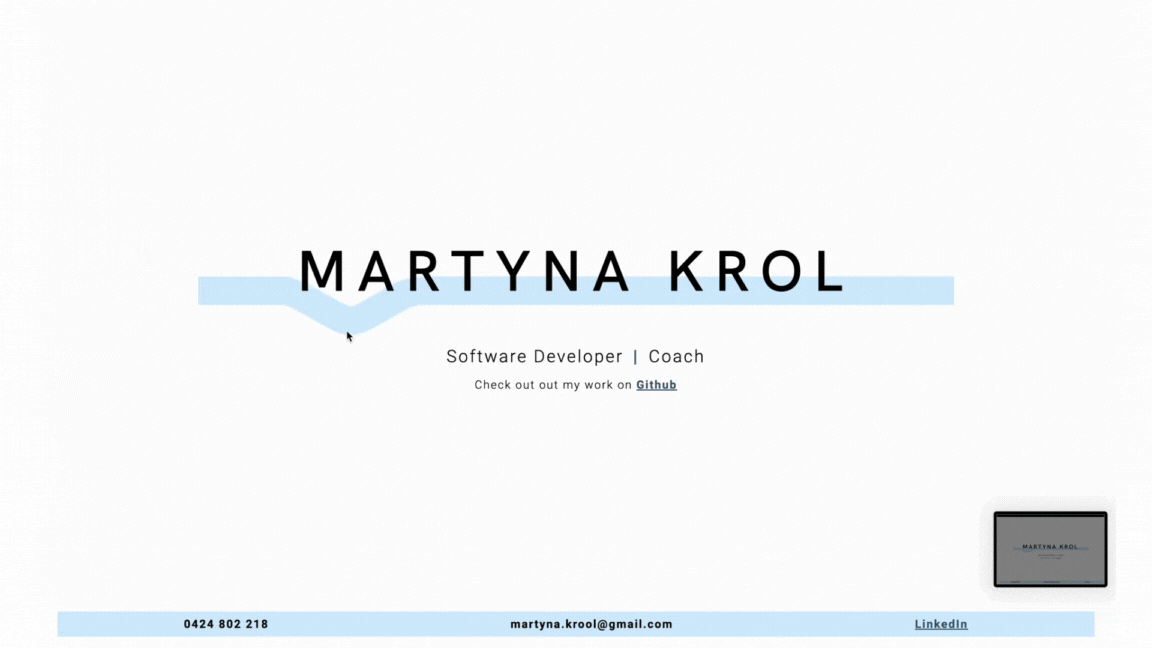 MARTYNA KROL
Software Developer | Coach
Check out out my work on Github
MARTYNA KROL
0424 802 218 martyna.krool@gmail.com LinkedIn